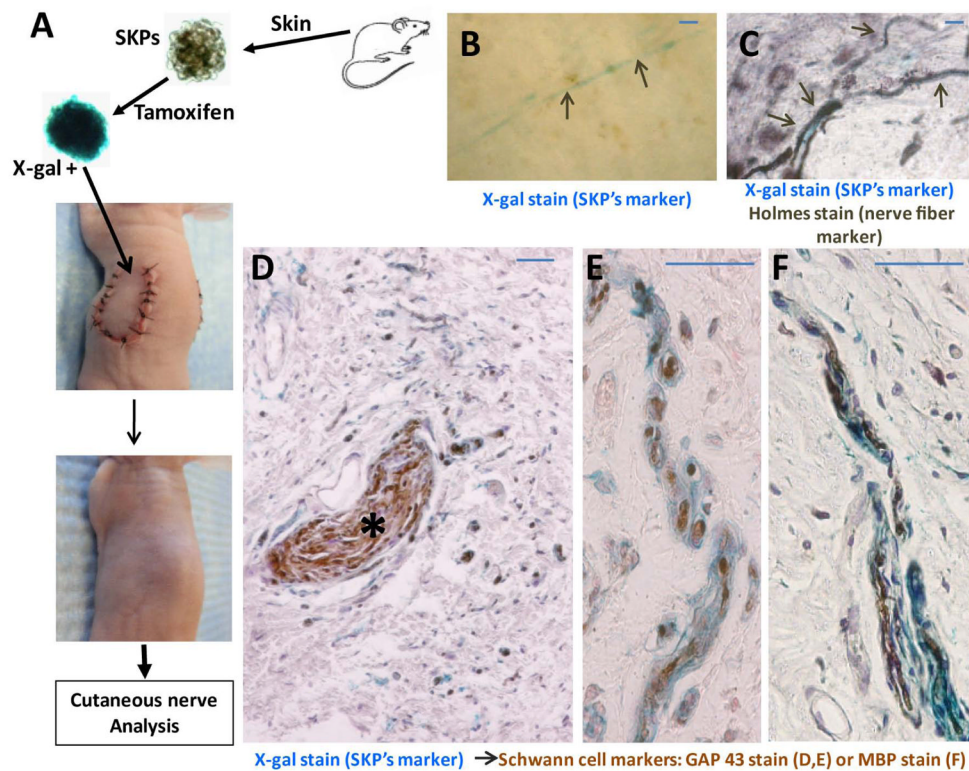 A
SKPs
Skin
Tamoxifen
X-gal +
Cutaneous nerve
Analysis
B
X-gal stain (SKP's marker)
C
X-gal stain (SKP's marker)
Holmes stain (nerve fiber
marker)
D
*
E
F
X-gal stain (SKP's marker) → Schwann cell markers: GAP 43 stain (D,E) or MBP stain (F)